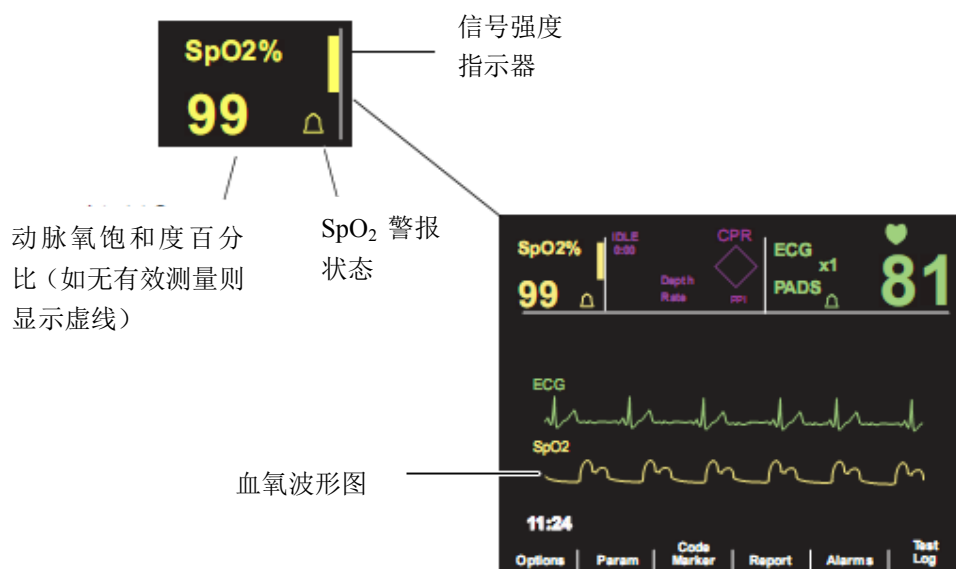 SpO2%
99
信号强度
指示器
动脉氧饱和度百分
比（如无有效测量则
显示虚线）
SpO₂ 警报
状态
SpO2%
99
IDLE
0:00
CPR
Depth
Rate
PPI
ECG
x1
PADS
81
ECG
SpO2
血氧波形图
11:24
Options
Param
Code
Marker
Report
Alarms
Test
Log